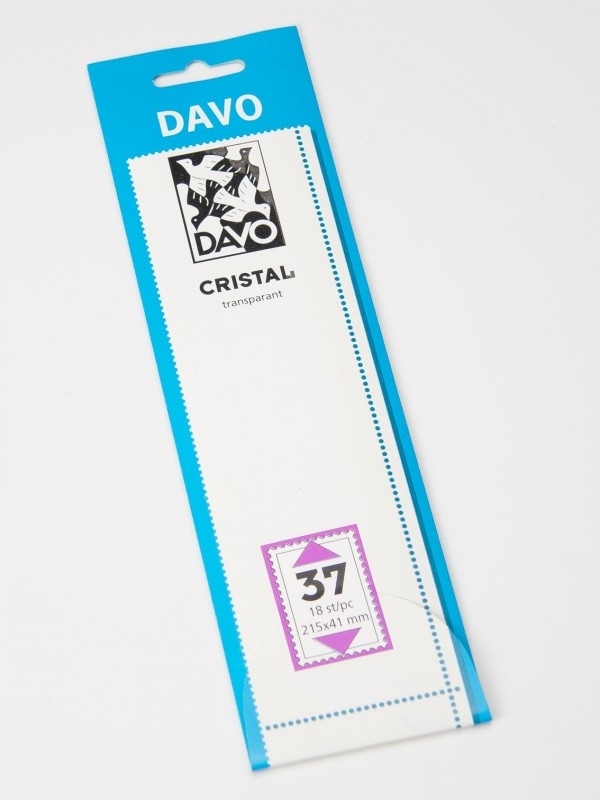 DAVO
DAVO
CRISTAL
transparant
37
18 st/pc
215x41 mm